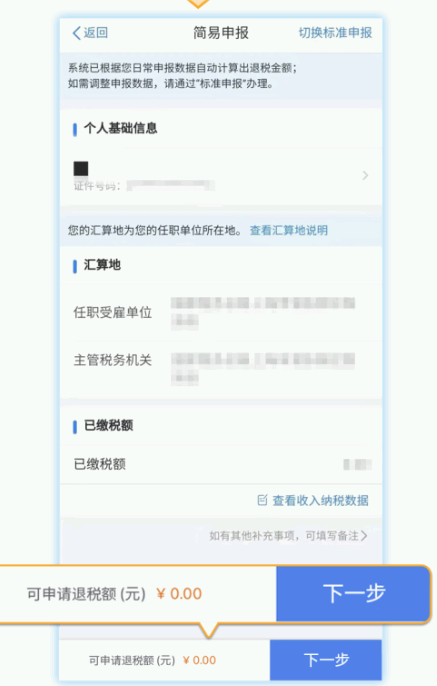 返回
简易申报
切换标准申报
系统已根据您日常申报数据自动计算出退税金额；
如需调整申报数据，请通过“标准申报”办理。
个人基础信息
证件号码：
您的汇算地为您的任职单位所在地。 查看汇算地说明
汇算地
任职受雇单位
主管税务机关
已缴税额
已缴税额
查看收入纳税数据
如有其他补充事项，可填写备注
可申请退税额(元) ¥ 0.00
下一步
可申请退税额(元) ¥ 0.00
下一步